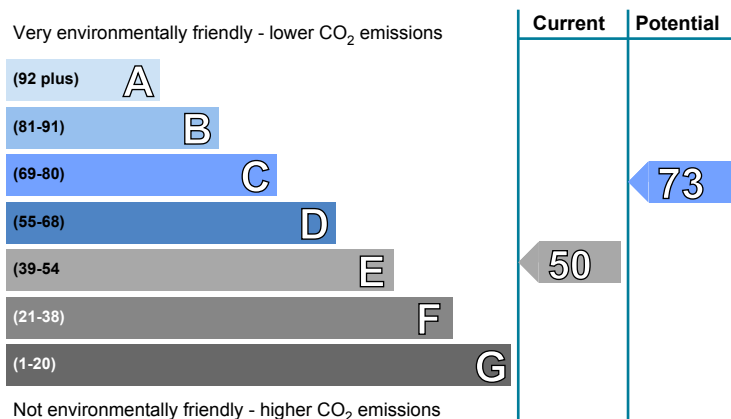 Current Potential
Very environmentally friendly - lower CO₂ emissions
(92 plus) A
(81-91) B
(69-80) C
73
(55-68) D
(39-54 E
50
(21-38) F
(1-20) G
Not environmentally friendly - higher CO₂ emissions